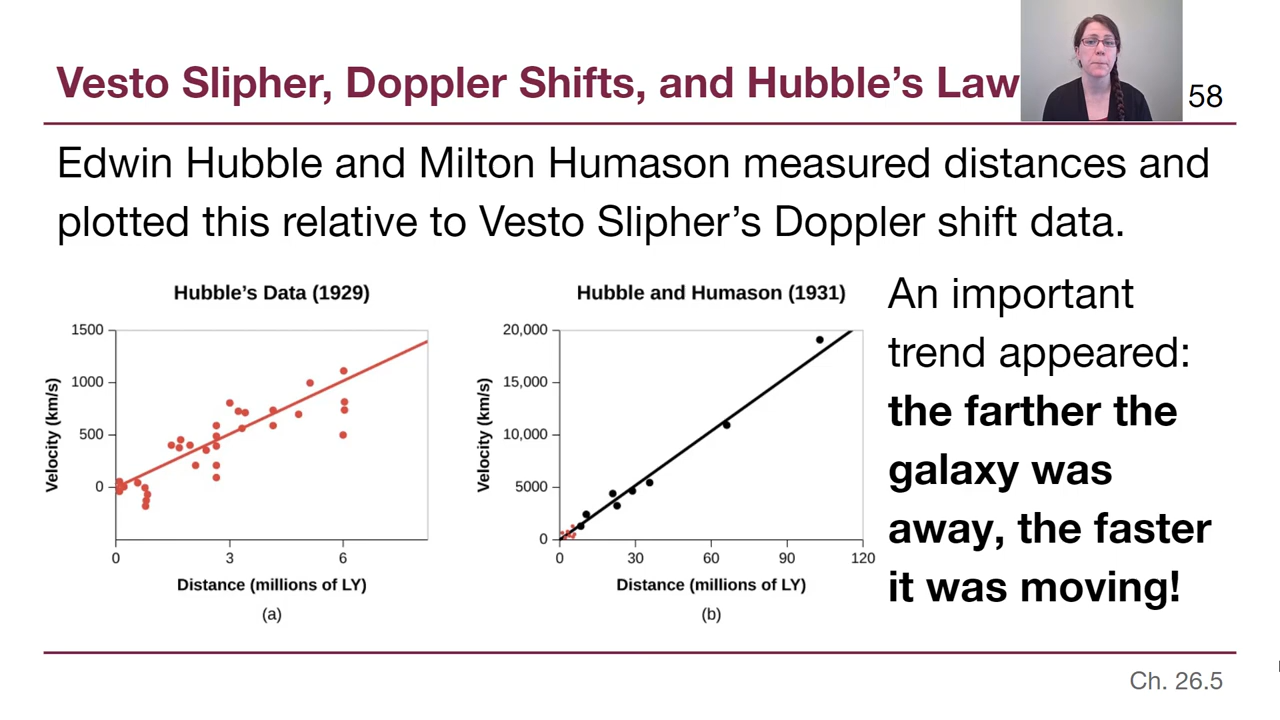 Vesto Slipher, Doppler Shifts, and Hubble's Law
58
Edwin Hubble and Milton Humason measured distances and
plotted this relative to Vesto Slipher's Doppler shift data.
Hubble's Data (1929)
1500
1000
500
0
Velocity (km/s)
0 3 6
Distance (millions of LY)
(a)
Hubble and Humason (1931)
20,000
15,000
10,000
5000
0
Velocity (km/s)
0 30 60 90 120
Distance (millions of LY)
(b)
An important
trend appeared:
the farther the
galaxy was
away, the faster
it was moving!
Ch. 26.5